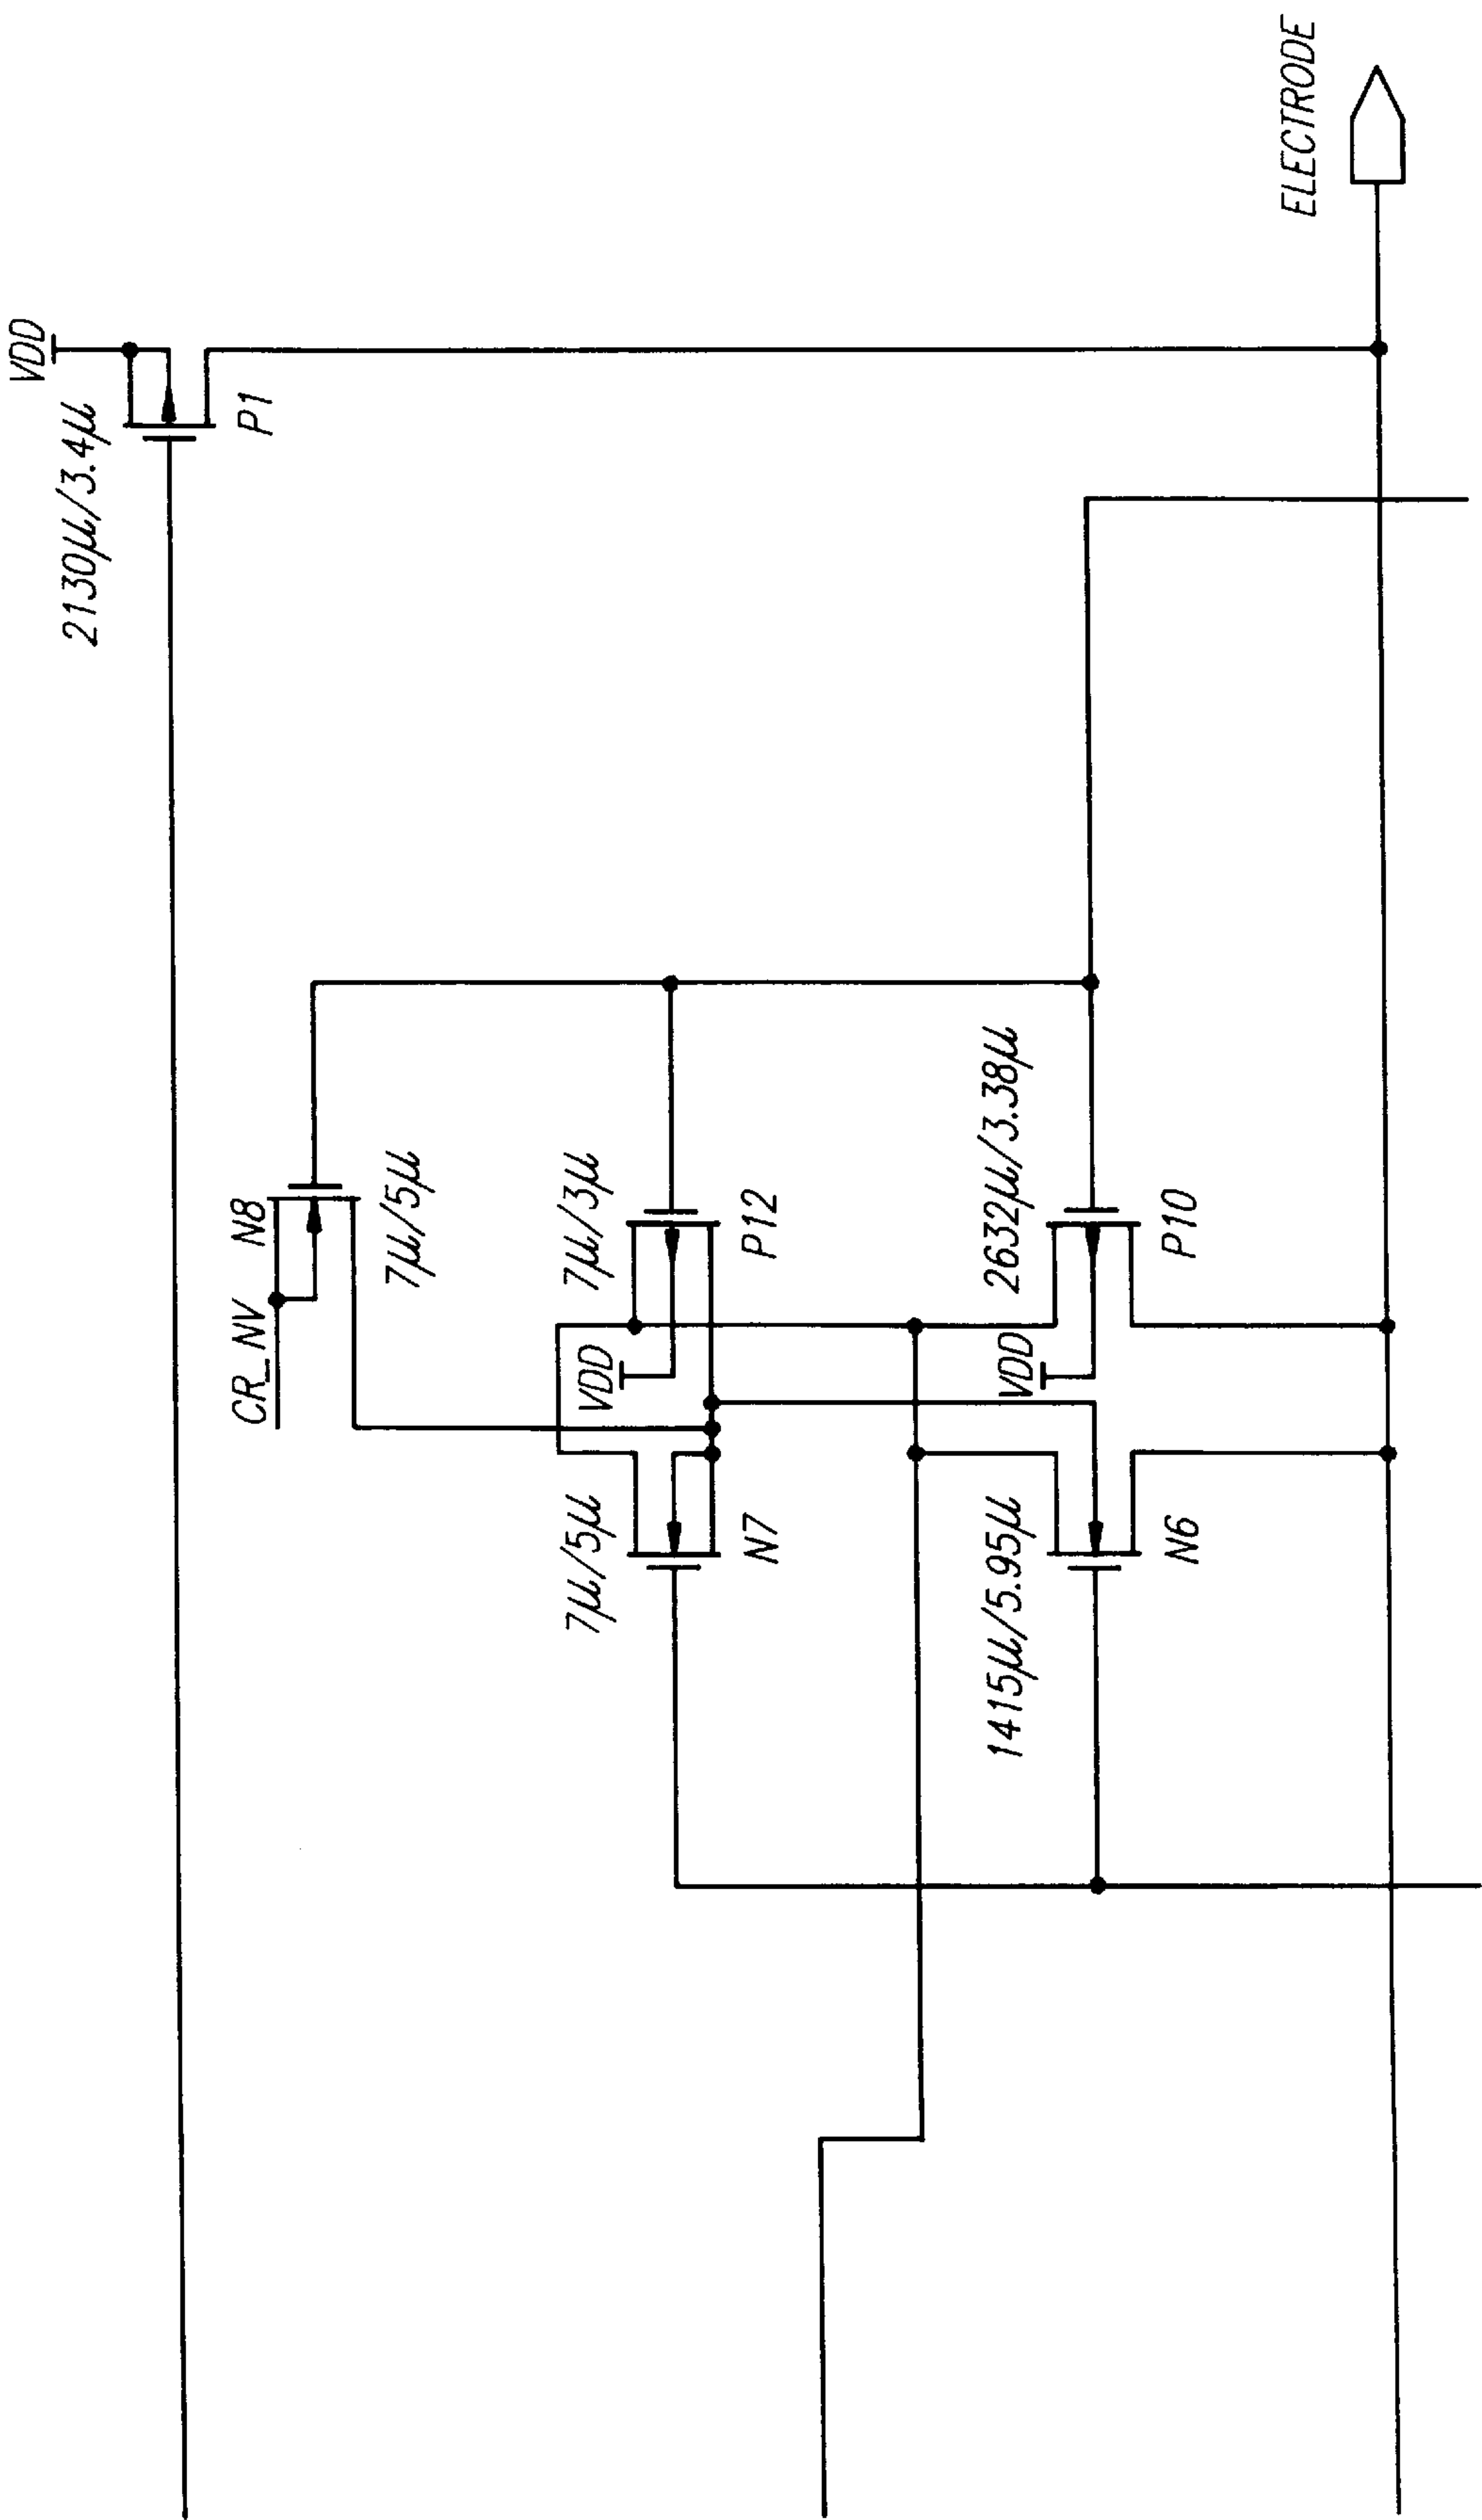 VDD
2130μ/3.4μ
P1
ELECTRODE
CR_NV N8
7μ/5μ
7μ/3μ
VDD
P12
2632μ/3.38μ
VDD
P10
7μ/5μ
N7
1415μ/5.95μ
N6